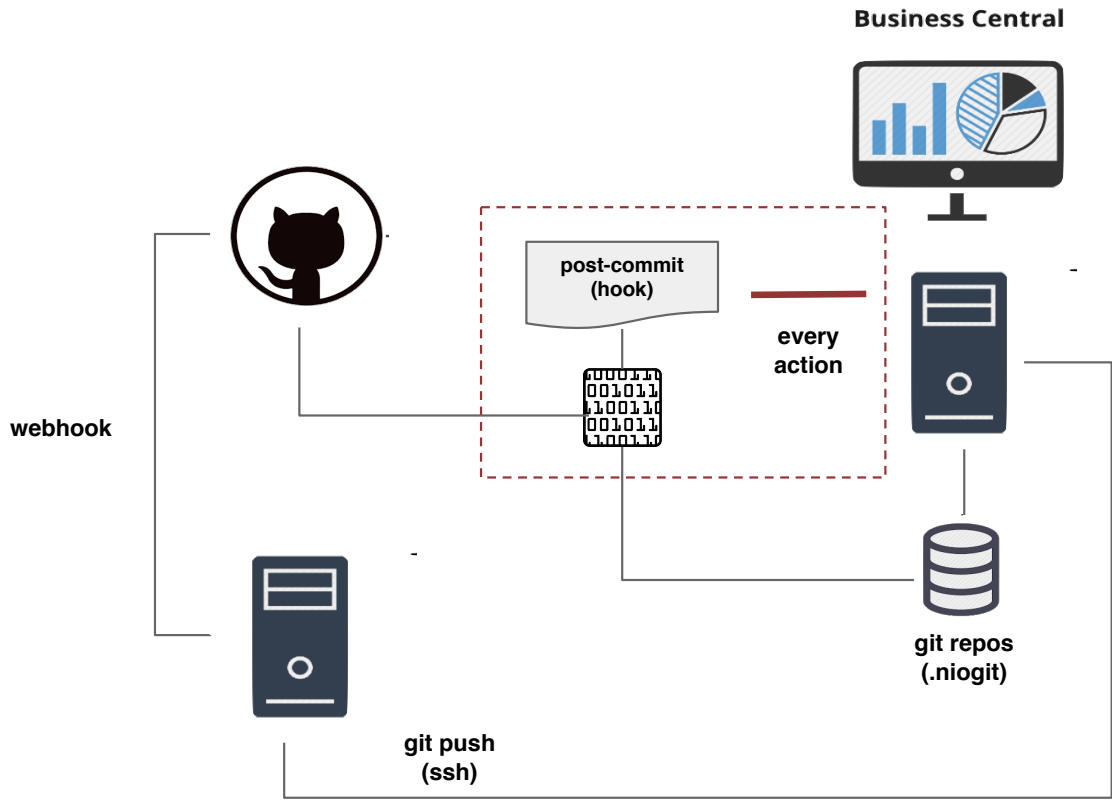 Business Central
post-commit
(hook)
every
action
webhook
git repos
(.niogit)
git push
(ssh)